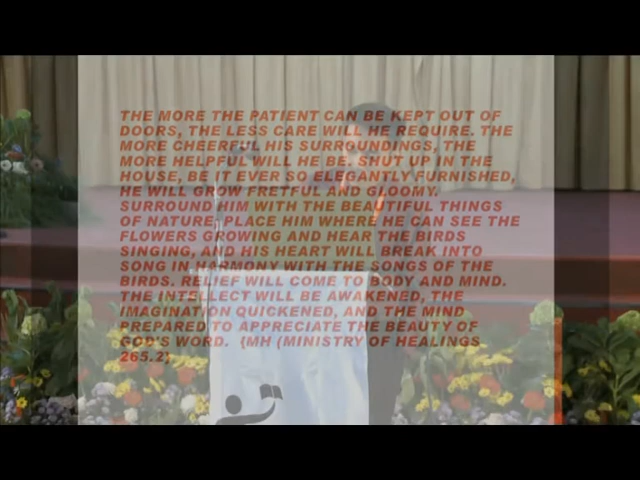 THE MORE THE PATIENT CAN BE KEPT OUT OF
DOORS, THE LESS CARE WILL HE REQUIRE. THE
MORE CHEERFUL HIS SURROUNDINGS, THE
MORE HELPFUL WILL HE BE. SHUT UP IN THE
HOUSE, BE IT EVER SO ELEGANTLY FURNISHED,
HE WILL GROW FRETFUL AND GLOOMY.
SURROUND HIM WITH THE BEAUTIFUL THINGS
OF NATURE; PLACE HIM WHERE HE CAN SEE THE
FLOWERS GROWING AND HEAR THE BIRDS
SINGING, AND HIS HEART WILL BREAK INTO
SONG IN HARMONY WITH THE SONGS OF THE
BIRDS. RELIEF WILL COME TO BODY AND MIND.
THE INTELLECT WILL BE AWAKENED, THE
IMAGINATION QUICKENED, AND THE MIND
PREPARED TO APPRECIATE THE BEAUTY OF
GOD'S WORD. {MH (MINISTRY OF HEALINGS
265.2}